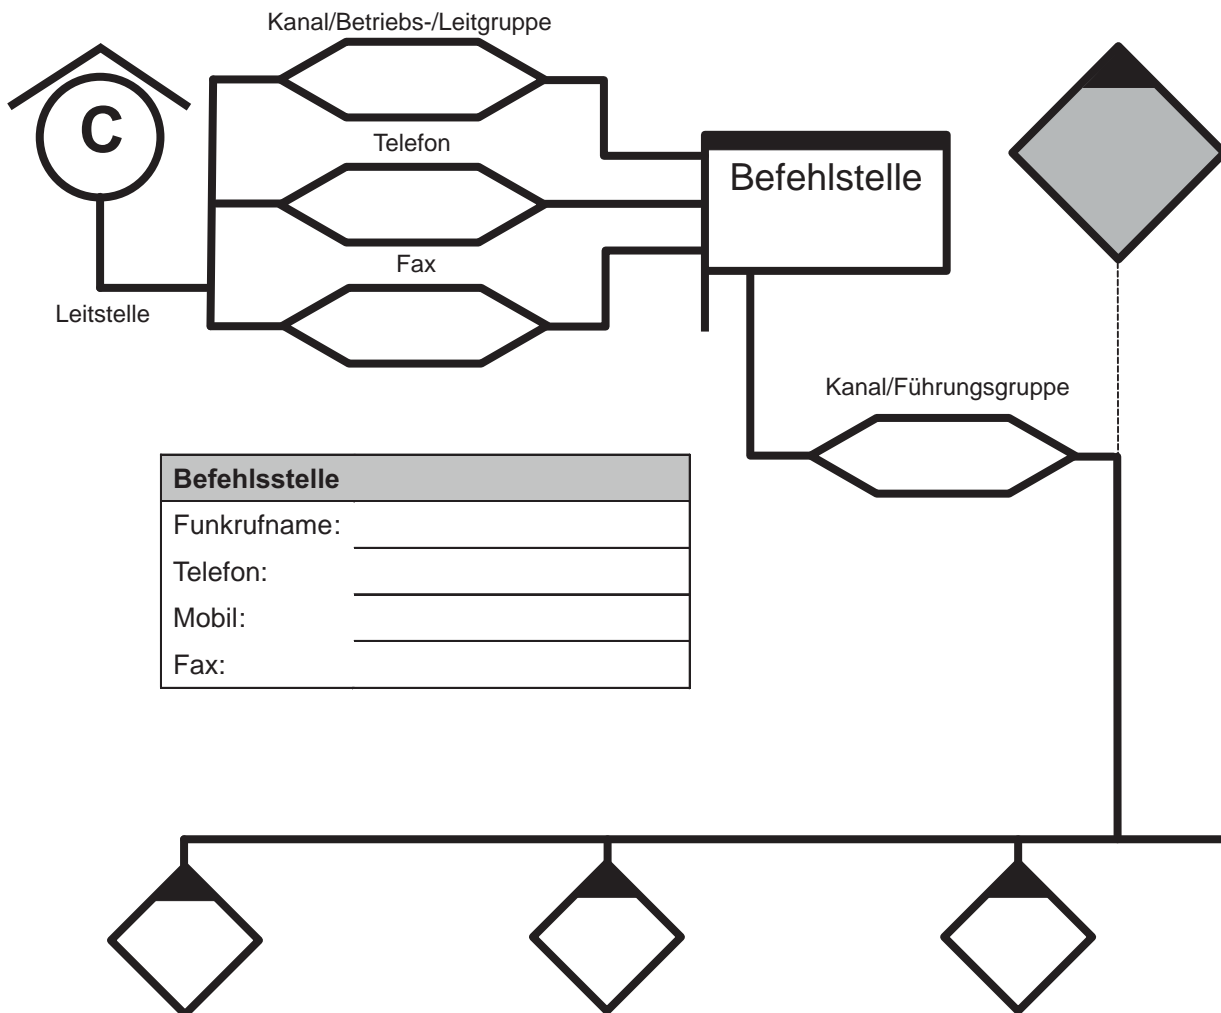 Kanal/Betriebs-/Leitgruppe
C
Telefon
Befehlstelle
Fax
Leitstelle
Kanal/Führungsgruppe
Befehlsstelle
Funkrufname:
Telefon:
Mobil:
Fax: